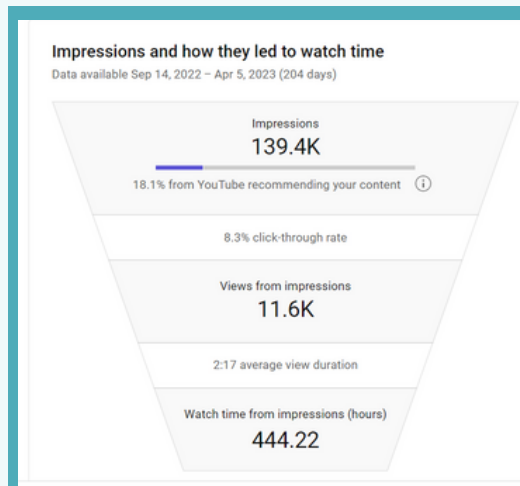 Impressions and how they led to watch time
Data available Sep 14, 2022 – Apr 5, 2023 (204 days)
Impressions
139.4K
18.1% from YouTube recommending your content
8.3% click-through rate
Views from impressions
11.6K
2:17 average view duration
Watch time from impressions (hours)
444.22